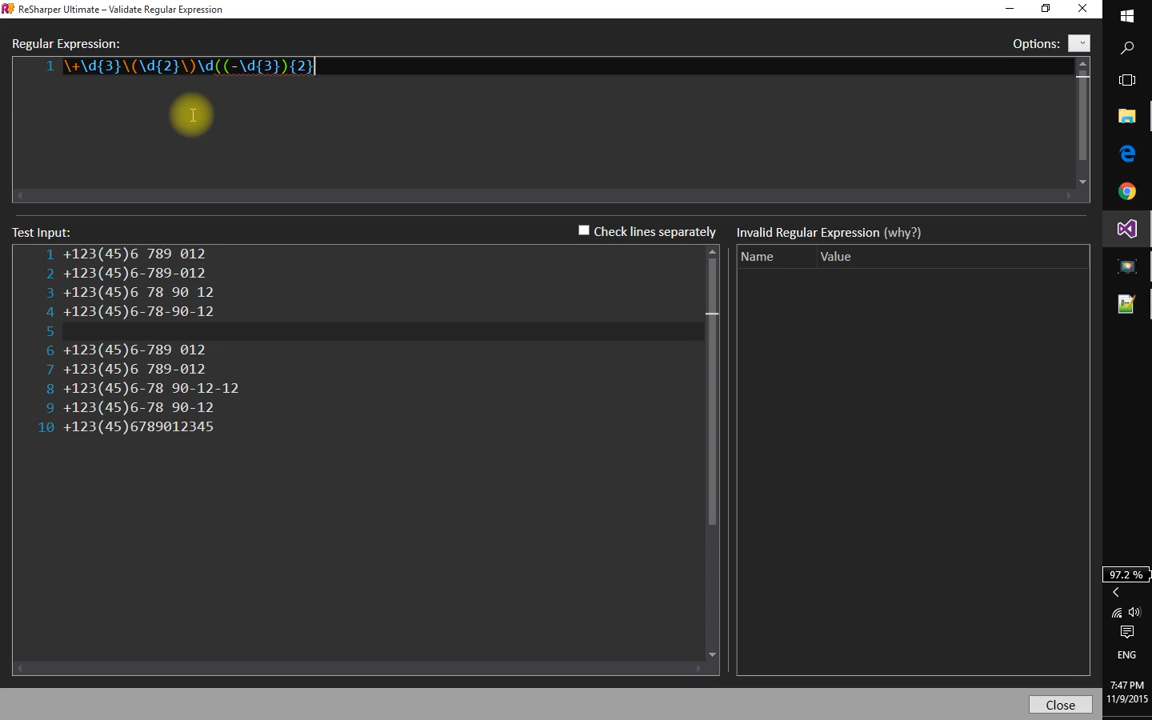 ReSharper Ultimate – Validate Regular Expression
Regular Expression:
Options:
1 \+\d{3}\(\d{2}\)\d((-\d{3}){2}
Test Input:
Check lines separately
Invalid Regular Expression (why?)
Name Value
1 +123(45)6 789 012
2 +123(45)6-789-012
3 +123(45)6 78 90 12
4 +123(45)6-78-90-12
5
6 +123(45)6-789 012
7 +123(45)6 789-012
8 +123(45)6-78 90-12-12
9 +123(45)6-78 90-12
10 +123(45)6789012345
97.2 %
ENG
7:47 PM
11/9/2015
Close